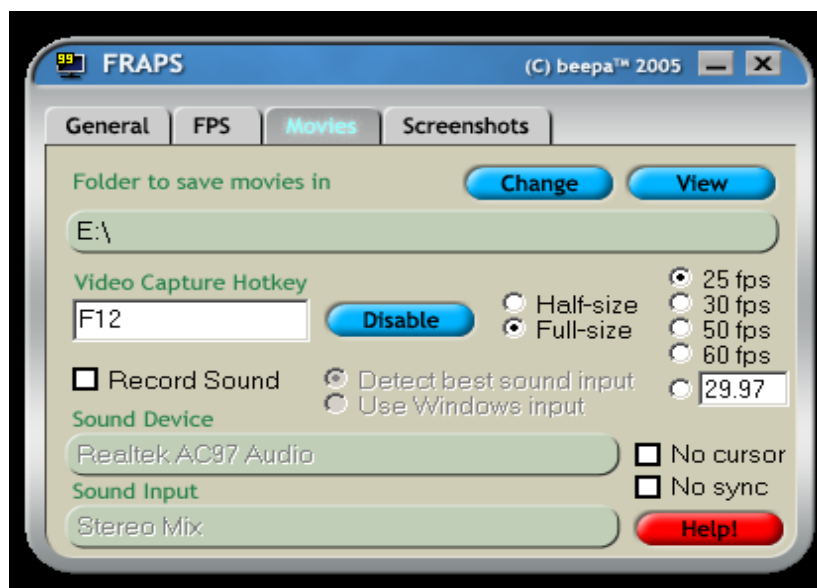 99 FRAPS (C) beepa™ 2005
General FPS Movies Screenshots
Folder to save movies in Change View
E:\
Video Capture Hotkey
F12 Disable
Half-size
Full-size
25 fps
30 fps
50 fps
60 fps
29.97
Record Sound
Detect best sound input
Use Windows input
Sound Device
Realtek AC97 Audio
No cursor
Sound Input
No sync
Stereo Mix
Help!